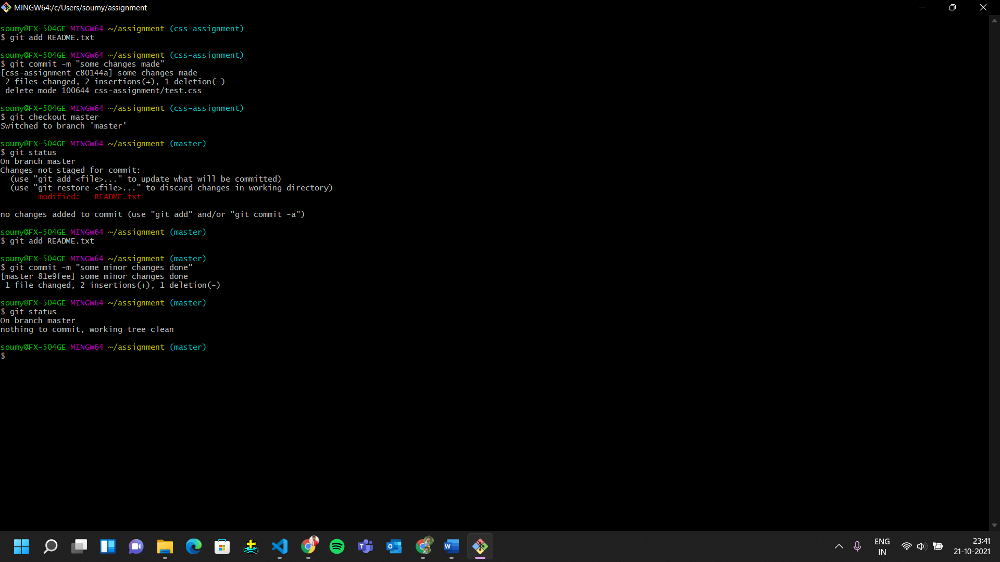 MINGW64:/c/Users/soumy/assignment
soumy@FX-504GE MINGW64 ~/assignment (css-assignment)
$ git add README.txt
soumy@FX-504GE MINGW64 ~/assignment (css-assignment)
$ git commit -m "some changes made"
[css-assignment c80144a] some changes made
 2 files changed, 2 insertions(+), 1 deletion(-)
 delete mode 100644 css-assignment/test.css
soumy@FX-504GE MINGW64 ~/assignment (css-assignment)
$ git checkout master
Switched to branch 'master'
soumy@FX-504GE MINGW64 ~/assignment (master)
$ git status
On branch master
Changes not staged for commit:
  (use "git add <file>..." to update what will be committed)
  (use "git restore <file>..." to discard changes in working directory)
        modified:   README.txt
no changes added to commit (use "git add" and/or "git commit -a")
soumy@FX-504GE MINGW64 ~/assignment (master)
$ git add README.txt
soumy@FX-504GE MINGW64 ~/assignment (master)
$ git commit -m "some minor changes done"
[master 81e9fee] some minor changes done
 1 file changed, 2 insertions(+), 1 deletion(-)
soumy@FX-504GE MINGW64 ~/assignment (master)
$ git status
On branch master
nothing to commit, working tree clean
soumy@FX-504GE MINGW64 ~/assignment (master)
$
ENG
IN
23:41
21-10-2021